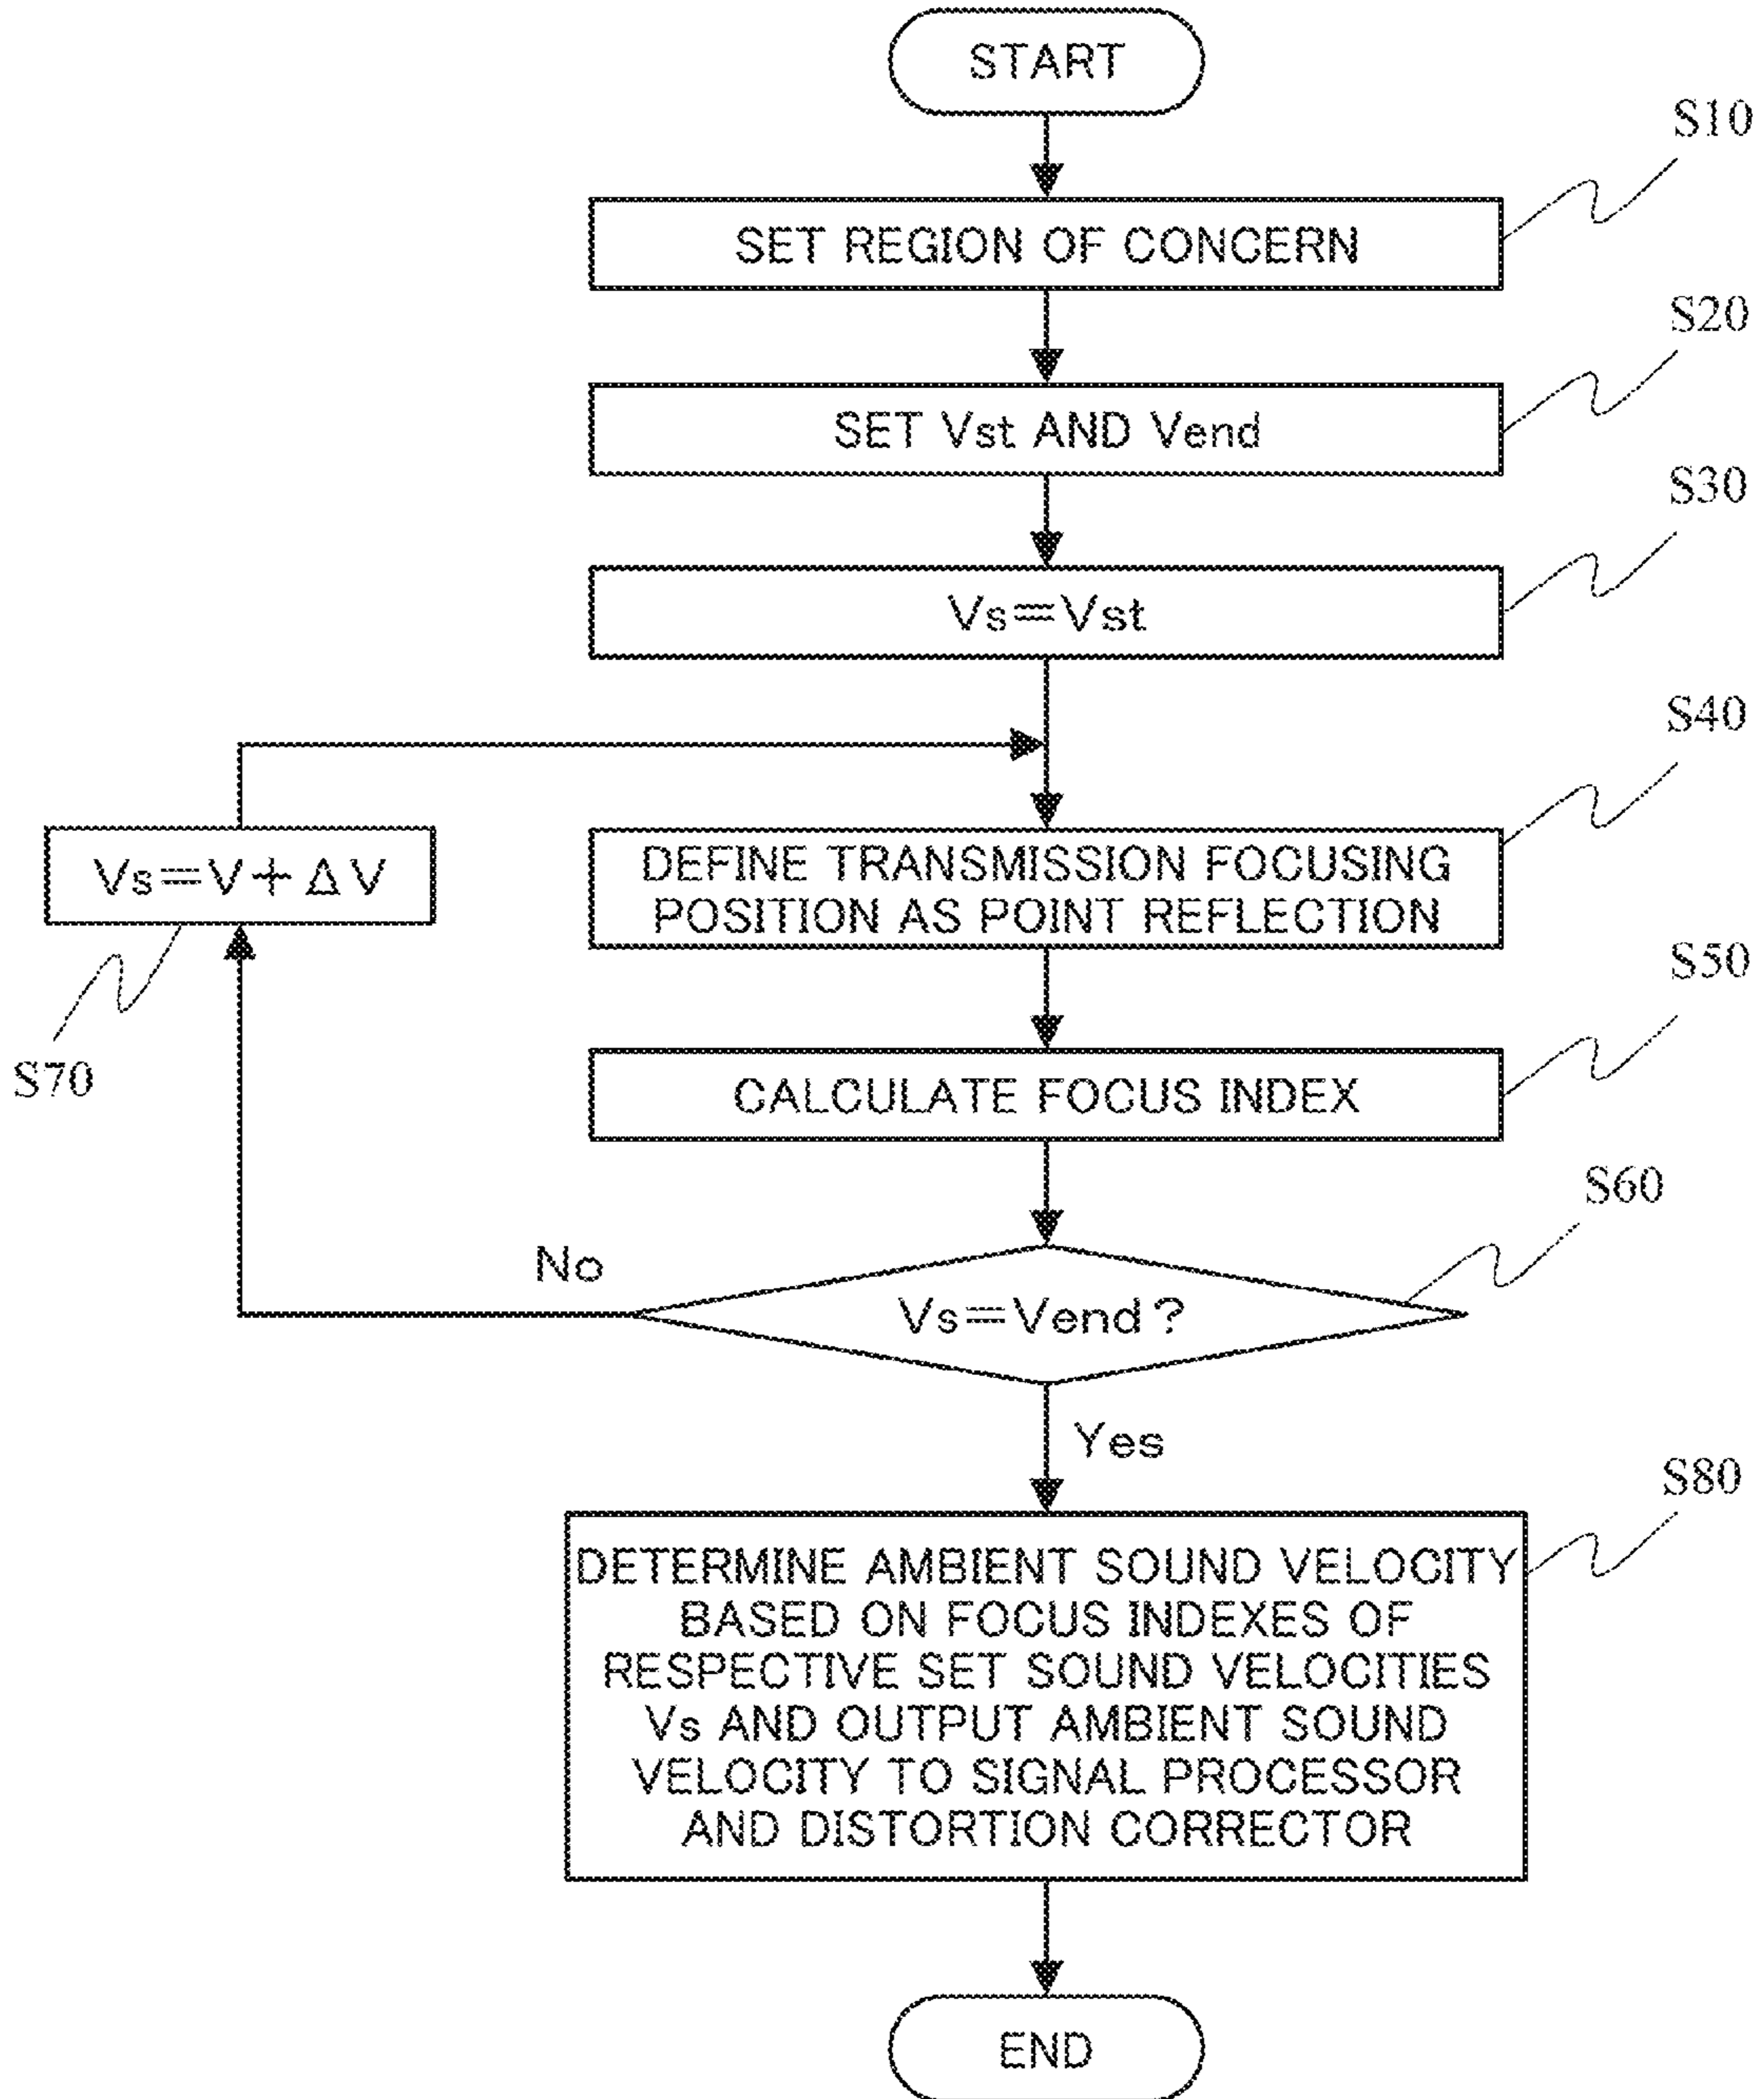 START
S10
SET REGION OF CONCERN
S20
SET Vst AND Vend
S30
Vs=Vst
S40
DEFINE TRANSMISSION FOCUSING
POSITION AS POINT REFLECTION
Vs=V+ΔV
S70
S50
CALCULATE FOCUS INDEX
S60
No
Vs=Vend?
Yes
S80
DETERMINE AMBIENT SOUND VELOCITY
BASED ON FOCUS INDEXES OF
RESPECTIVE SET SOUND VELOCITIES
Vs AND OUTPUT AMBIENT SOUND
VELOCITY TO SIGNAL PROCESSOR
AND DISTORTION CORRECTOR
END